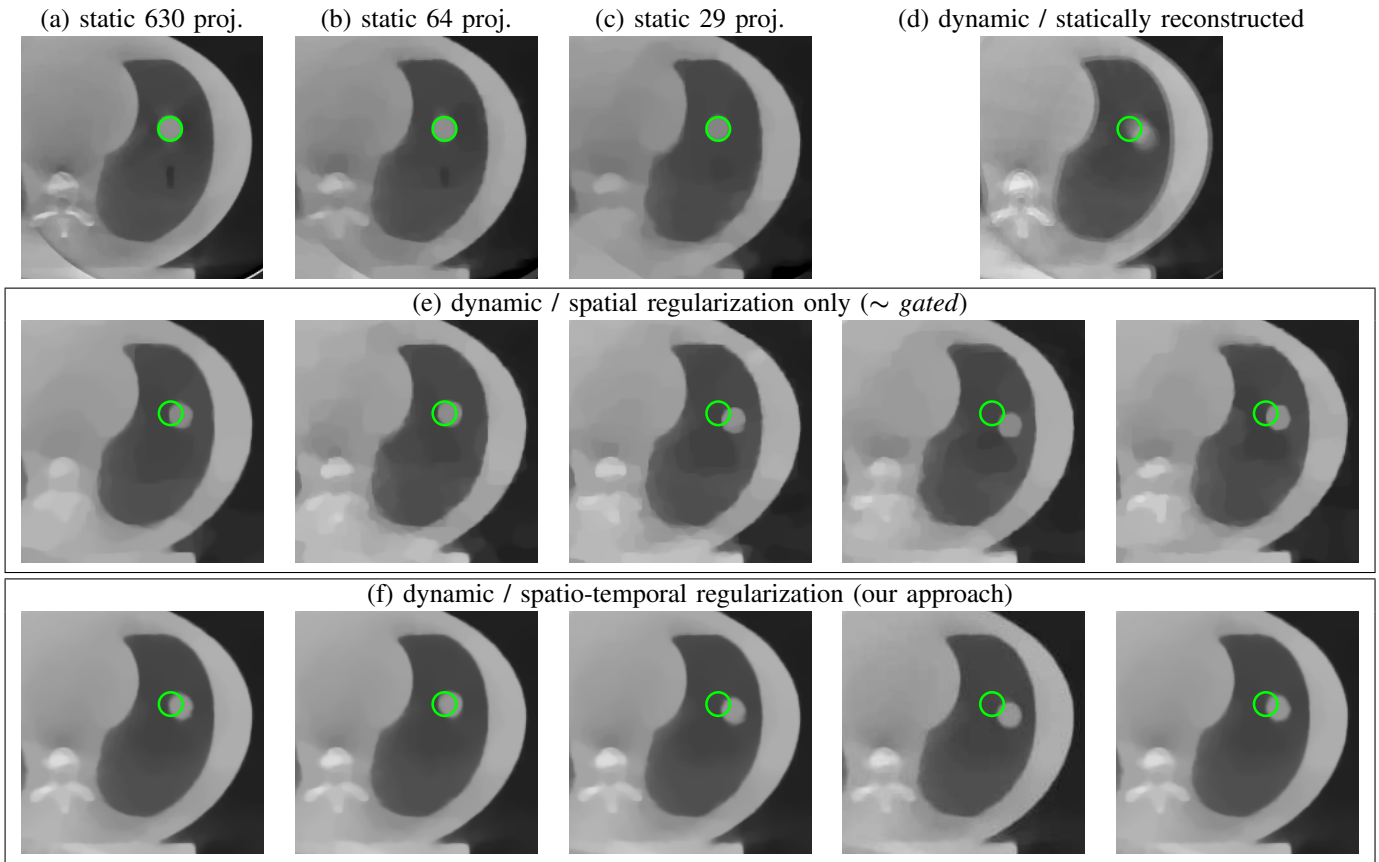 (a) static 630 proj.
(b) static 64 proj.
(c) static 29 proj.
(d) dynamic / statically reconstructed
(e) dynamic / spatial regularization only (∼ gated)
(f) dynamic / spatio-temporal regularization (our approach)